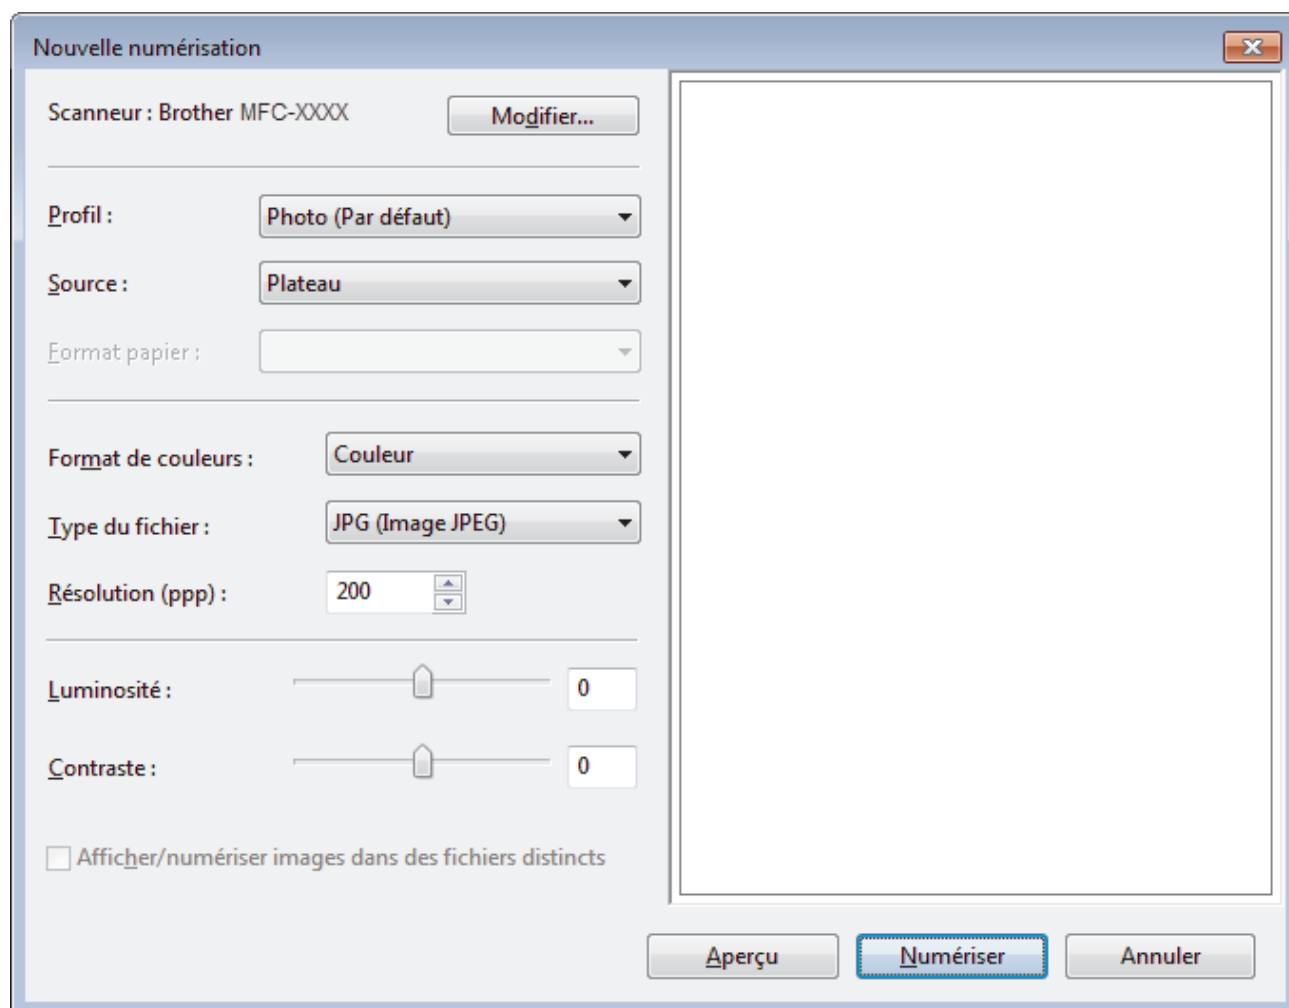 Nouvelle numérisation
Scanneur : Brother MFC-XXXX Modifier...
Profil : Photo (Par défaut)
Source : Plateau
Format papier :
Format de couleurs : Couleur
Type du fichier : JPG (Image JPEG)
Résolution (ppp) : 200
Luminosité : 0
Contraste : 0
Afficher/numériser images dans des fichiers distincts
Aperçu Numériser Annuler